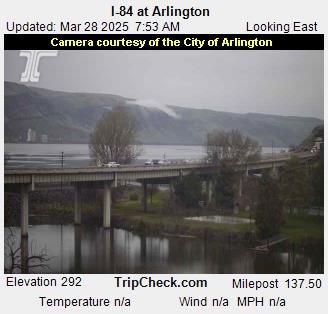 I-84 at Arlington
Updated: Mar 28 2025 7:53 AM Looking East
Camera courtesy of the City of Arlington
Elevation 292 TripCheck.com Milepost 137.50
Temperature n/a Wind n/a MPH n/a